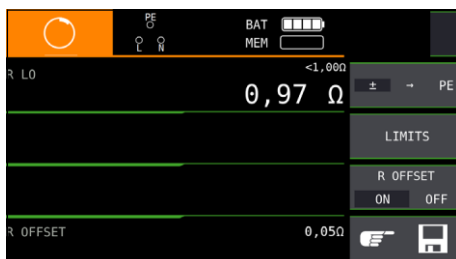 PE
L N
BAT
MEM
R LO
<1,00Ω
0,97 Ω
± → PE
LIMITS
R OFFSET
ON OFF
R OFFSET 0,05Ω